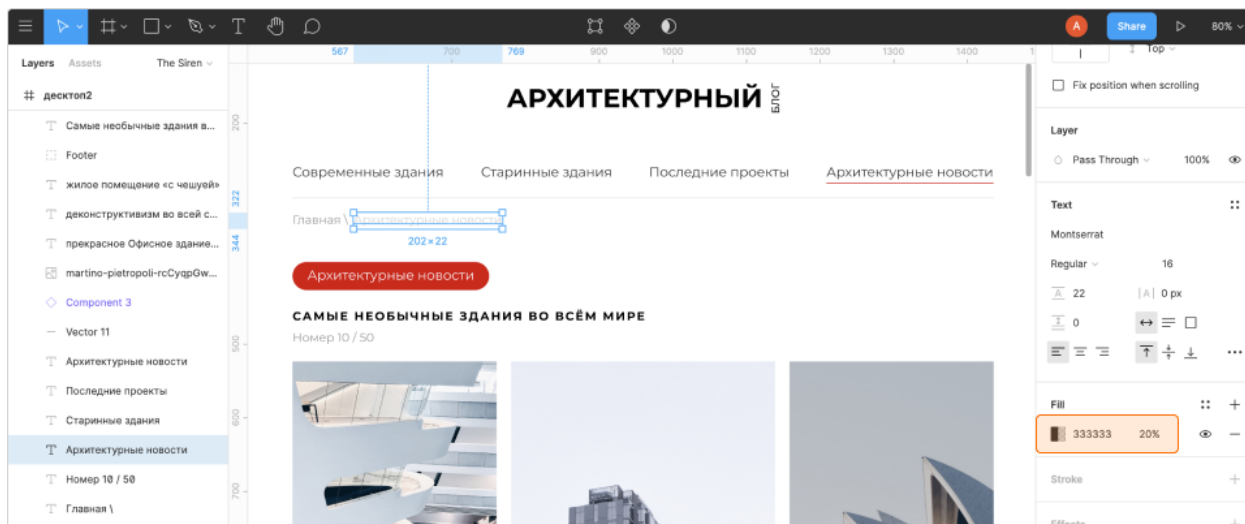 A Share 80%
Layers Assets The Siren
567 700 769 900 1000 1100 1200 1300 1400
Top
десктоп2
АРХИТЕКТУРНЫЙ БЛОГ
Fix position when scrolling
200
Самые необычные здания в...
Layer
Footer
Pass Through 100%
Современные здания Старинные здания Последние проекты Архитектурные новости
жилое помещение «с чешуей»
322
Text
деконструктивизм во всей с...
Главная \ Архитектурные новости
Montserrat
344
202 × 22
прекрасное Офисное здание...
Regular 16
martino-pietropoli-rcCyqpGw...
Архитектурные новости
A 22 |A| 0 px
Component 3
САМЫЕ НЕОБЫЧНЫЕ ЗДАНИЯ ВО ВСЁМ МИРЕ
0
Vector 11
Номер 10 / 50
500
Архитектурные новости
Последние проекты
Fill
600
Старинные здания
333333 20%
Архитектурные новости
Номер 10 / 50
Stroke
700
Главная \
Effects